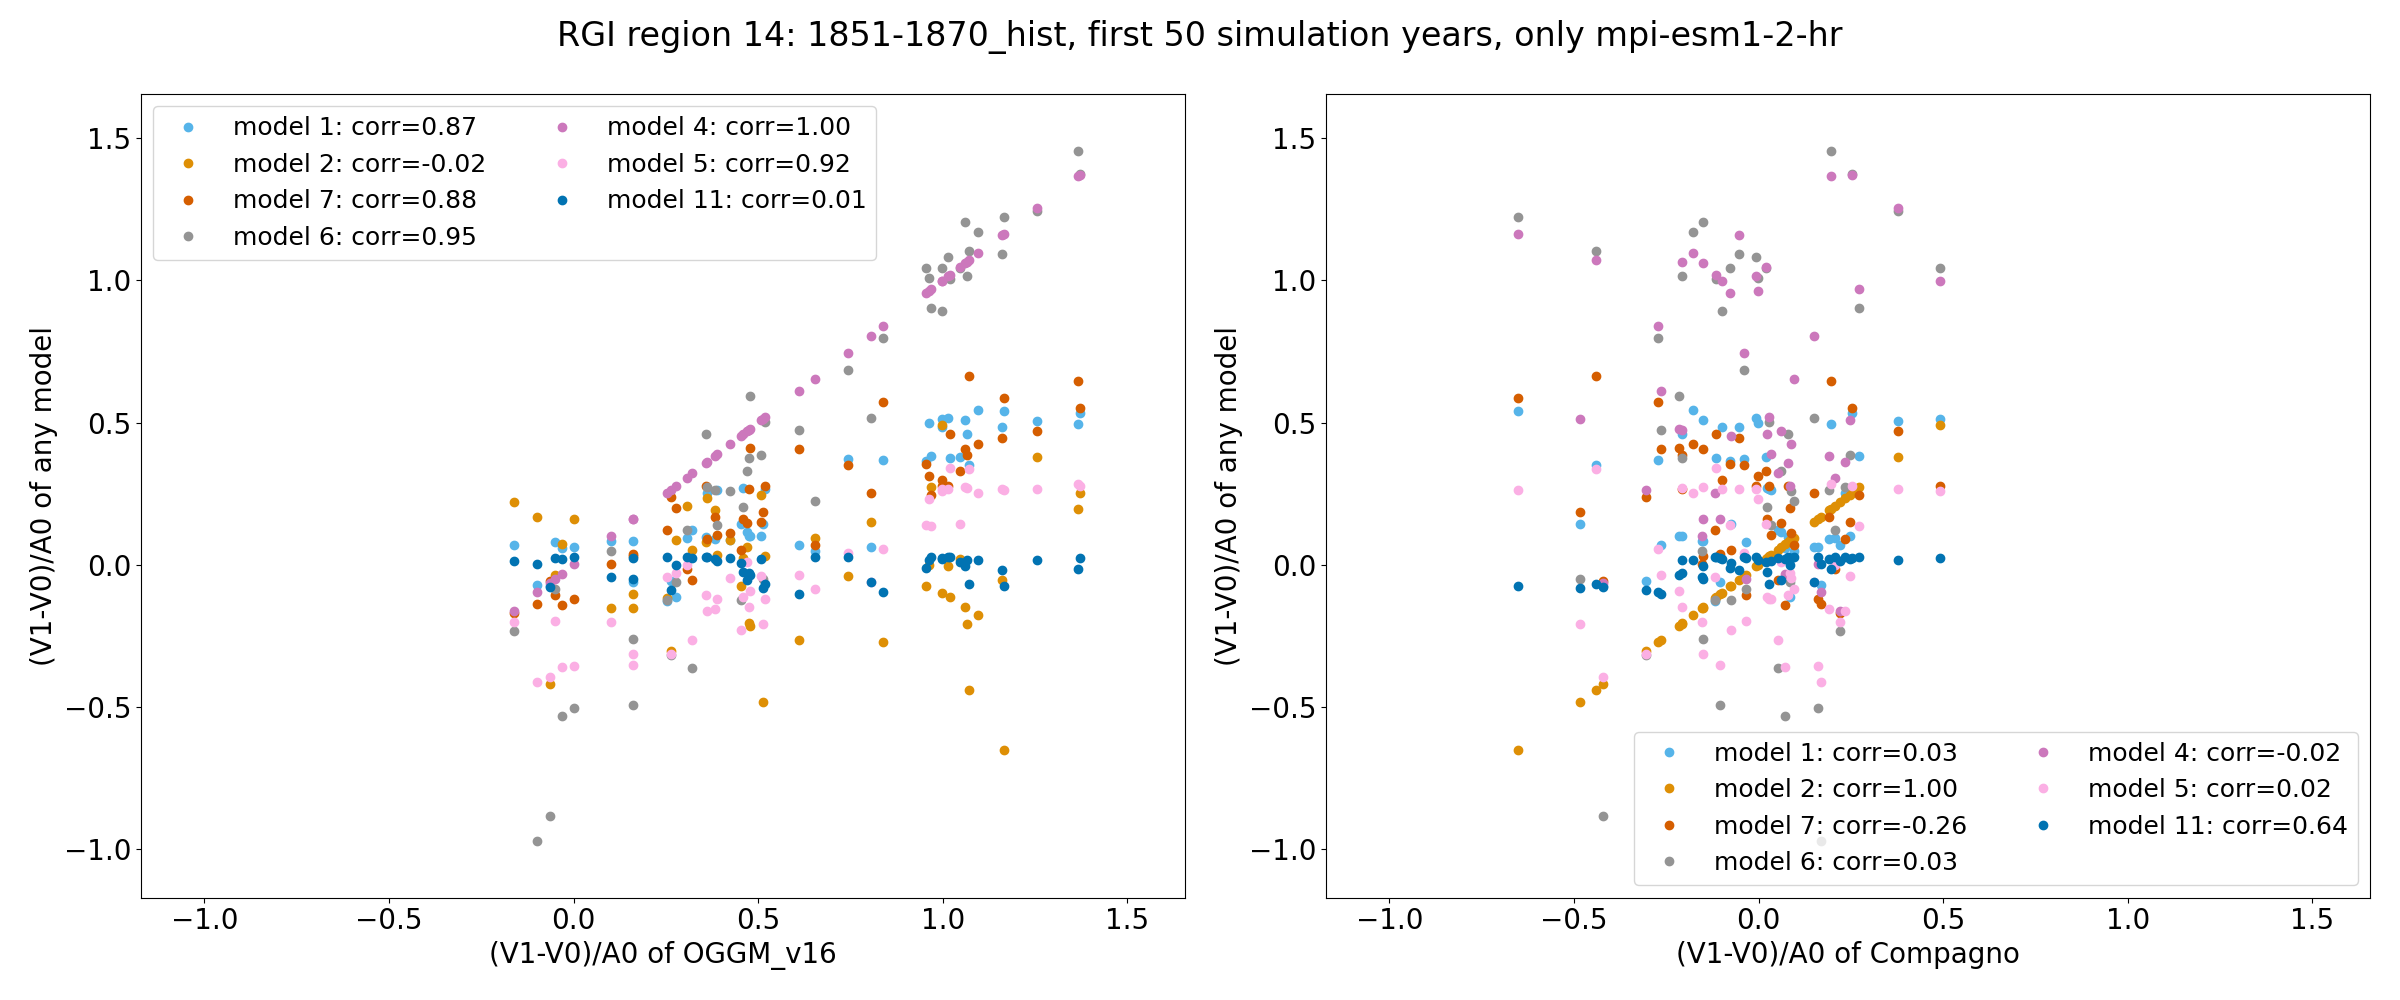 RGI region 14: 1851-1870_hist, first 50 simulation years, only mpi-esm1-2-hr
(V1-V0)/A0 of any model
1.5
1.0
0.5
0.0
−0.5
−1.0
model 1: corr=0.87
model 2: corr=-0.02
model 7: corr=0.88
model 6: corr=0.95
model 4: corr=1.00
model 5: corr=0.92
model 11: corr=0.01
−1.0 −0.5 0.0 0.5 1.0 1.5
(V1-V0)/A0 of OGGM_v16
(V1-V0)/A0 of any model
1.5
1.0
0.5
0.0
−0.5
−1.0
model 1: corr=0.03
model 2: corr=1.00
model 7: corr=-0.26
model 6: corr=0.03
model 4: corr=-0.02
model 5: corr=0.02
model 11: corr=0.64
−1.0 −0.5 0.0 0.5 1.0 1.5
(V1-V0)/A0 of Compagno